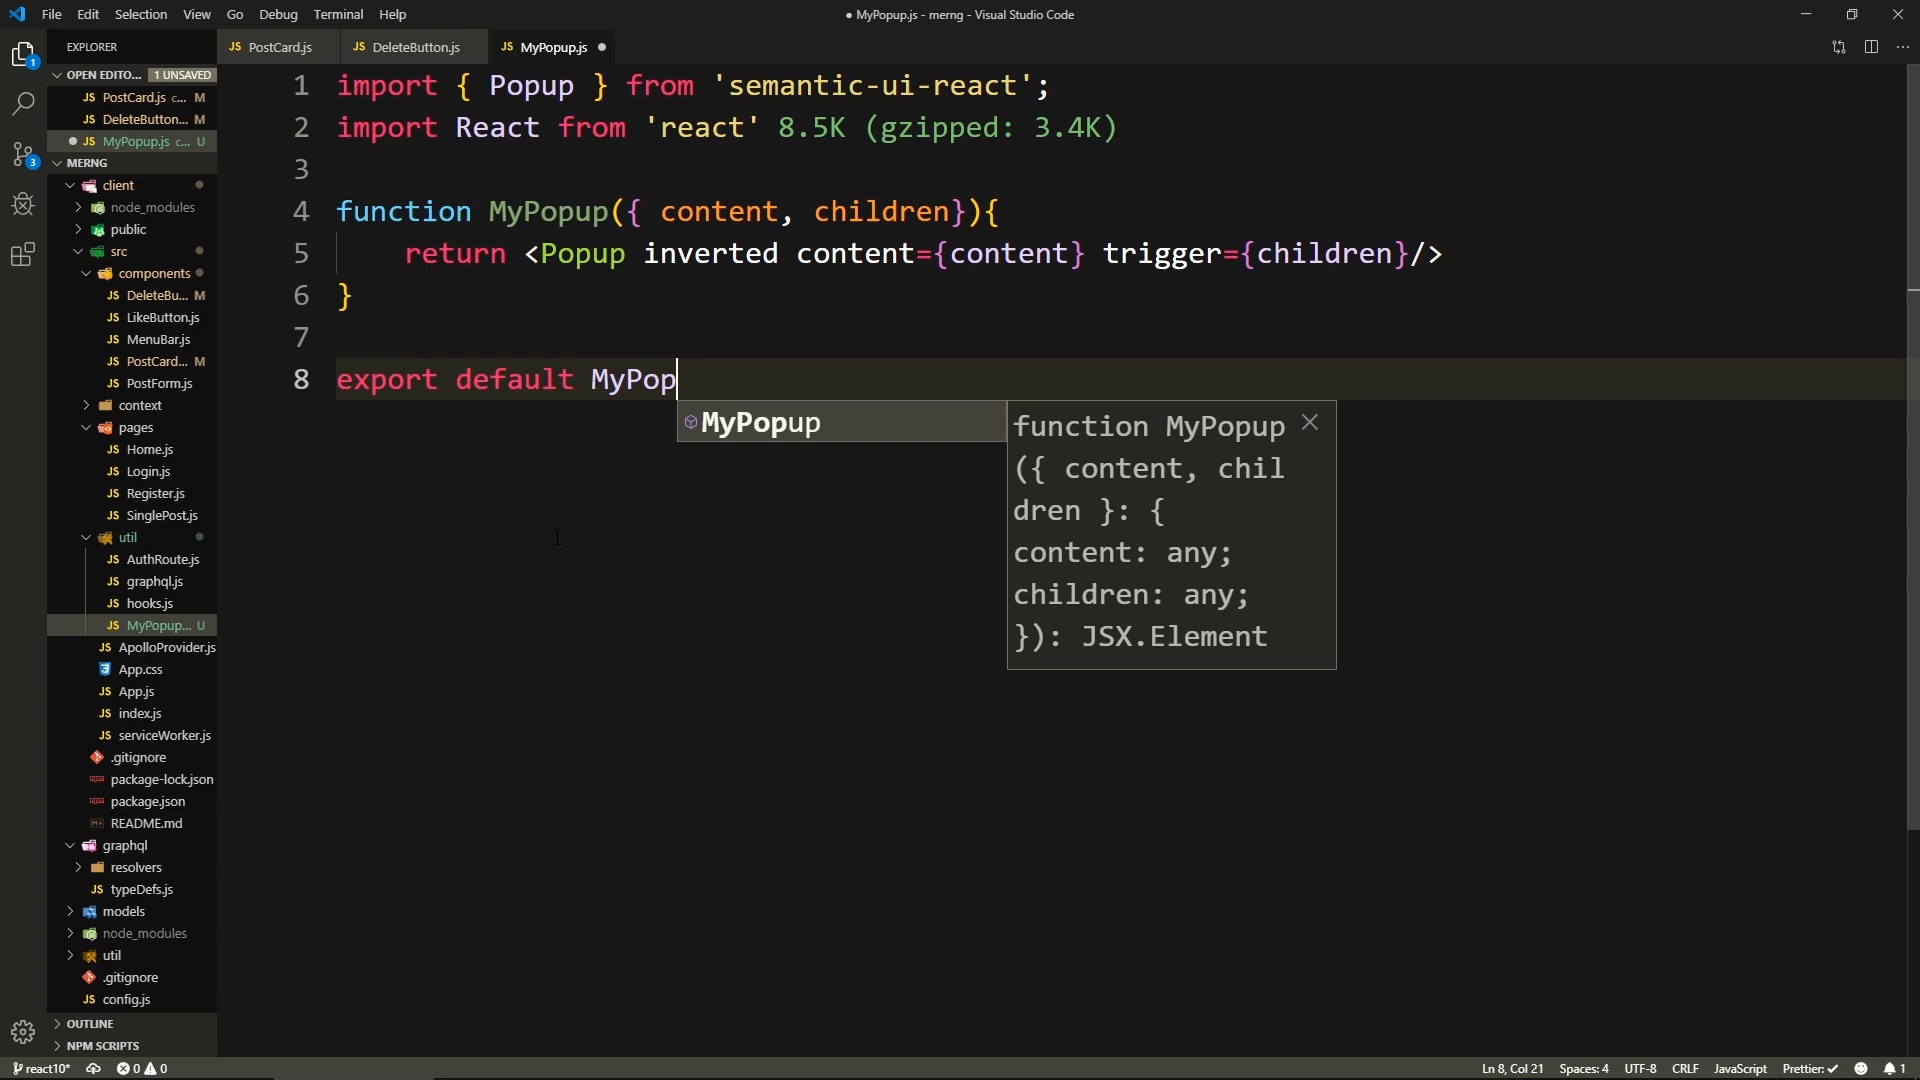 File Edit Selection View Go Debug Terminal Help
● MyPopup.js - merng - Visual Studio Code
EXPLORER
JS PostCard.js
JS DeleteButton.js
JS MyPopup.js ●
OPEN EDITO... 1 UNSAVED
JS PostCard.js c... M
JS DeleteButton... M
● JS MyPopup.js c... U
MERNG
client
node_modules
public
src
components
JS DeleteBu... M
JS LikeButton.js
JS MenuBar.js
JS PostCard... M
JS PostForm.js
context
pages
JS Home.js
JS Login.js
JS Register.js
JS SinglePost.js
util
JS AuthRoute.js
JS graphql.js
JS hooks.js
JS MyPopup... U
JS ApolloProvider.js
App.css
JS App.js
JS index.js
JS serviceWorker.js
.gitignore
package-lock.json
package.json
README.md
graphql
resolvers
JS typeDefs.js
models
node_modules
util
.gitignore
JS config.js
OUTLINE
NPM SCRIPTS
1 import { Popup } from 'semantic-ui-react';
2 import React from 'react' 8.5K (gzipped: 3.4K)
3
4 function MyPopup({ content, children}){
5 return <Popup inverted content={content} trigger={children}/>
6 }
7
8 export default MyPop
MyPopup
function MyPopup
({ content, chil
dren }: {
content: any;
children: any;
}): JSX.Element
1
3
react10* 0 0
Ln 8, Col 21 Spaces: 4 UTF-8 CRLF JavaScript Prettier: ✓ 1